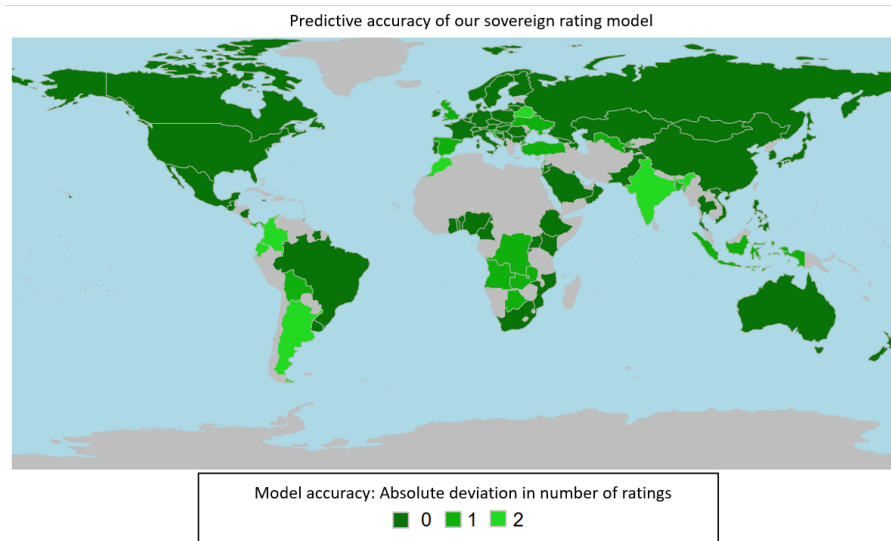 Predictive accuracy of our sovereign rating model
Model accuracy: Absolute deviation in number of ratings
0 1 2